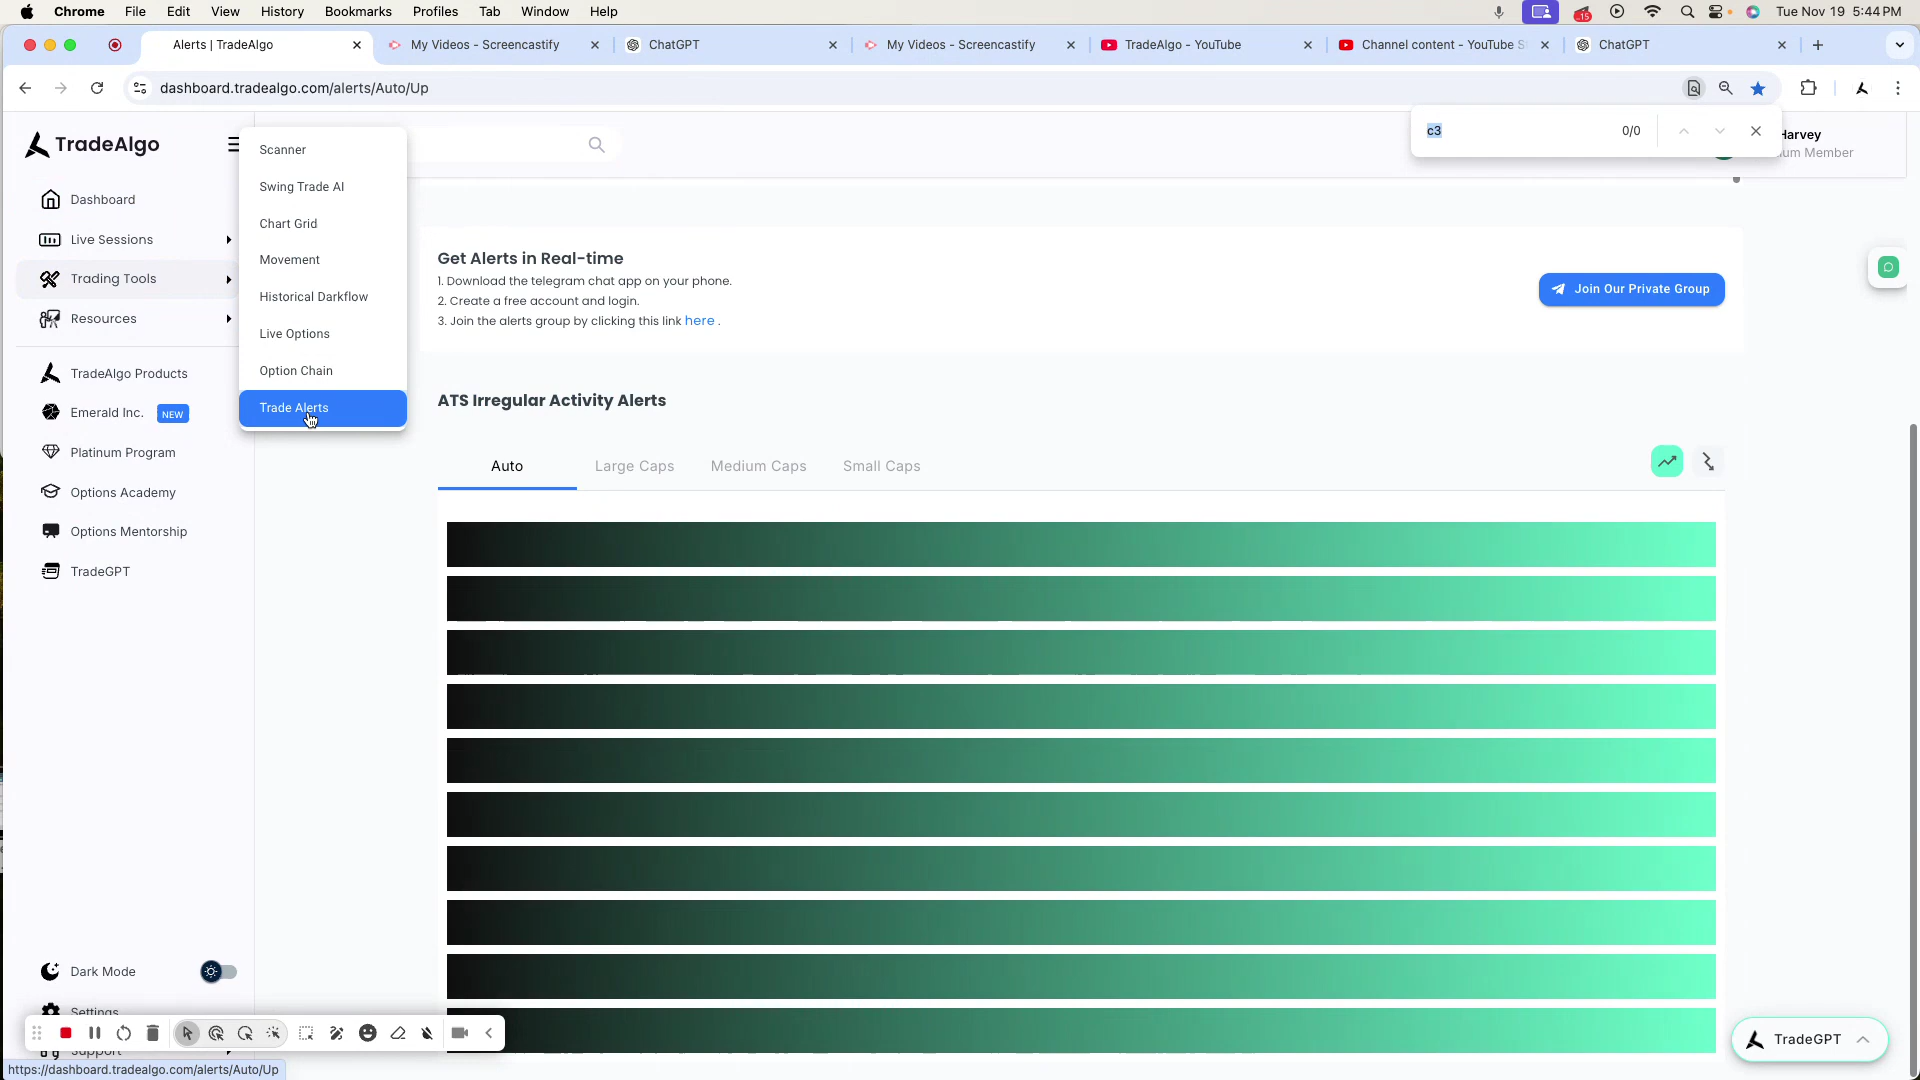 Chrome File Edit View History Bookmarks Profiles Tab Window Help
15
Tue Nov 19 5:44 PM
Alerts | TradeAlgo
My Videos - Screencastify
ChatGPT
My Videos - Screencastify
TradeAlgo - YouTube
Channel content - YouTube S
ChatGPT
dashboard.tradealgo.com/alerts/Auto/Up
c3
0/0
TradeAlgo
Harvey
um Member
Dashboard
Live Sessions
Trading Tools
Resources
TradeAlgo Products
Emerald Inc. NEW
Platinum Program
Options Academy
Options Mentorship
TradeGPT
Dark Mode
Settings
Support
Scanner
Swing Trade AI
Chart Grid
Movement
Historical Darkflow
Live Options
Option Chain
Trade Alerts
Get Alerts in Real-time
1. Download the telegram chat app on your phone.
2. Create a free account and login.
3. Join the alerts group by clicking this link here .
Join Our Private Group
ATS Irregular Activity Alerts
Auto
Large Caps
Medium Caps
Small Caps
TradeGPT
https://dashboard.tradealgo.com/alerts/Auto/Up